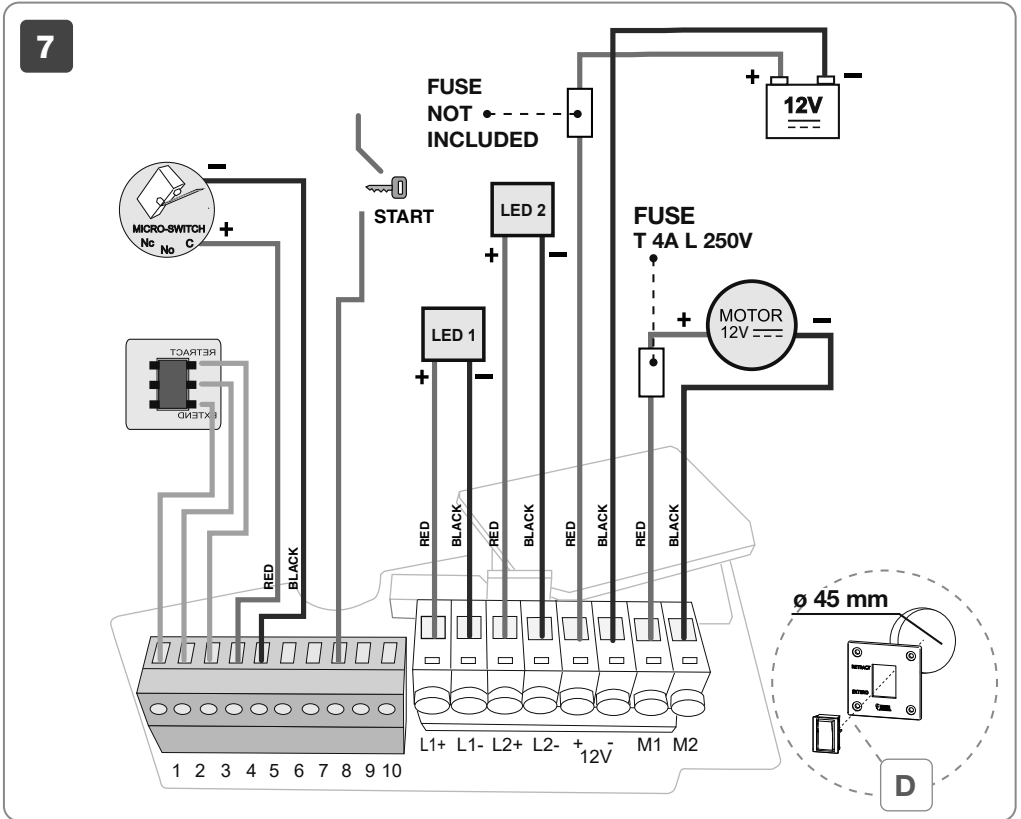 7
FUSE
NOT
INCLUDED
+
−
12V
MICRO-SWITCH
Nc No C
−
+
START
LED 2
+
−
FUSE
T 4A L 250V
MOTOR
12V
+
−
LED 1
+
−
RETRACT
EXTEND
RED
BLACK
RED
BLACK
RED
BLACK
RED
BLACK
RED
BLACK
ø 45 mm
RETRACT
D
L1+ L1- L2+ L2- + - M1 M2
12V
1 2 3 4 5 6 7 8 9 10